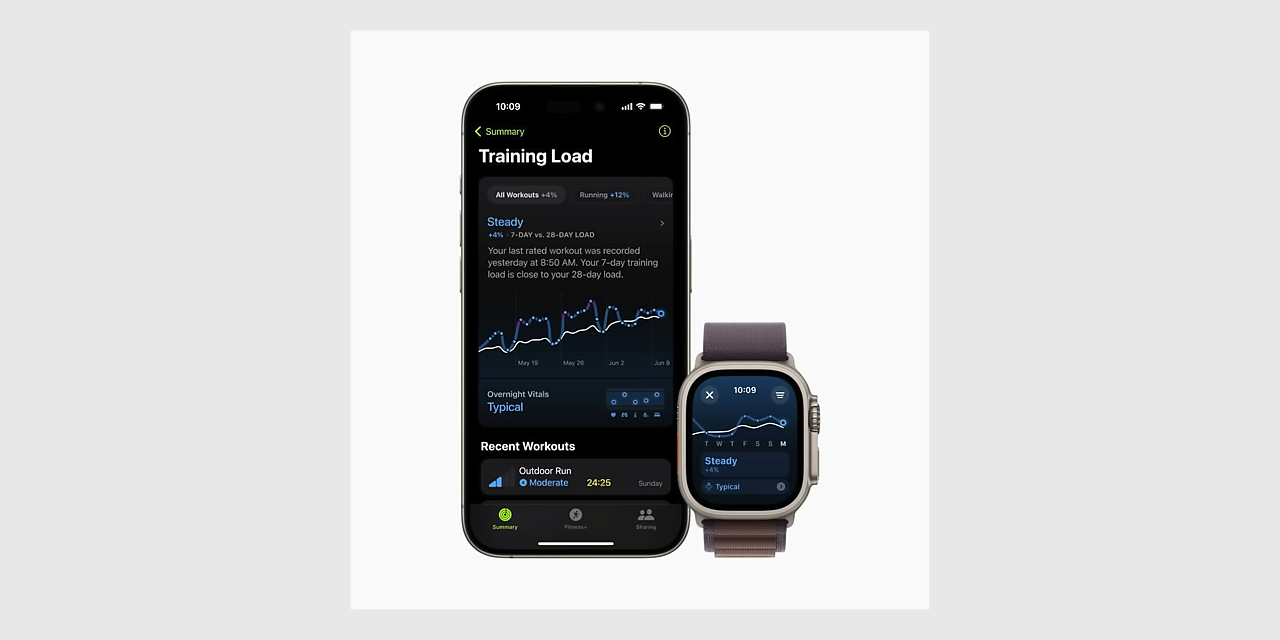 10:09
Summary
Training Load
All Workouts +4%
Running +12%
Walkin
Steady
+4% · 7-DAY vs. 28-DAY LOAD
Your last rated workout was recorded
yesterday at 8:50 AM. Your 7-day training
load is close to your 28-day load.
May 19
May 26
Jun 2
Jun 9
Overnight Vitals
Typical
Recent Workouts
Outdoor Run
Moderate
24:25
Sunday
Summary
Fitness+
Sharing
10:09
T W T F S S M
Steady
+4%
Typical